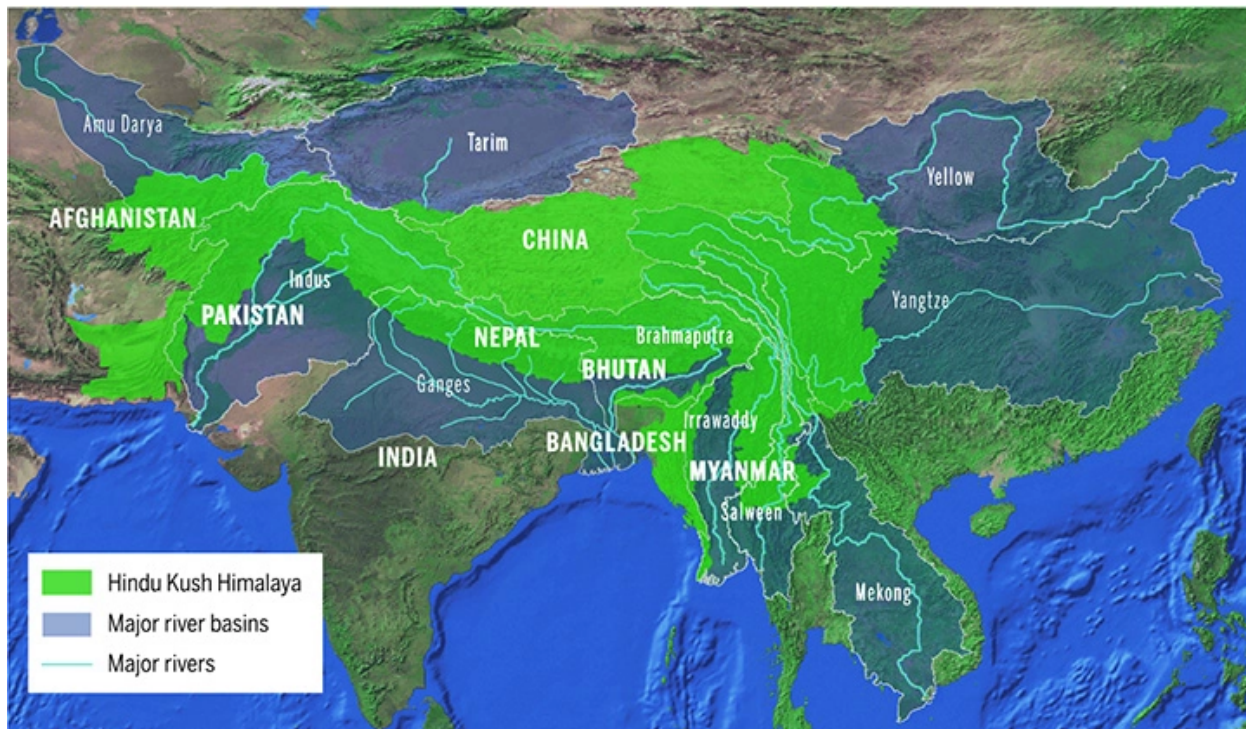 Amu Darya
Tarim
Yellow
AFGHANISTAN
CHINA
Indus
Yangtze
PAKISTAN
NEPAL
Brahmaputra
BHUTAN
Ganges
Irrawaddy
BANGLADESH
INDIA
MYANMAR
Salween
Mekong
Hindu Kush Himalaya
Major river basins
Major rivers